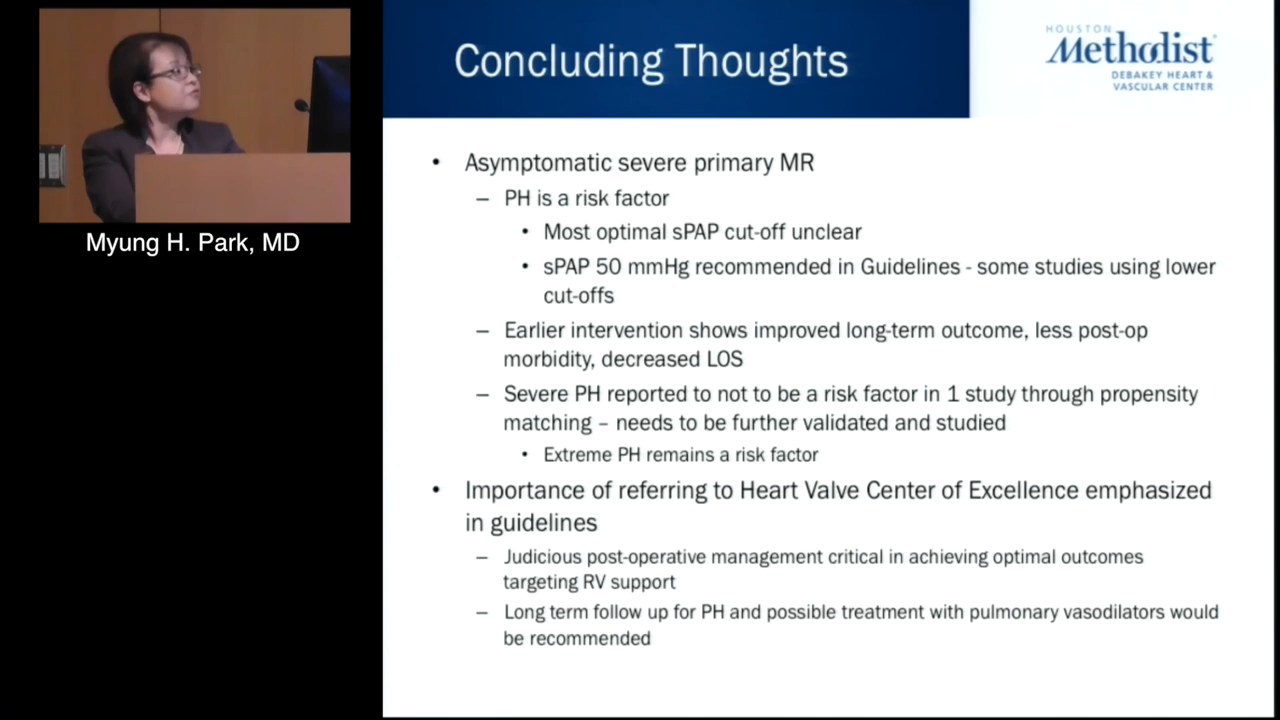 Concluding Thoughts
HOUSTON
Methodist
DEBAKEY HEART &
VASCULAR CENTER
Myung H. Park, MD
• Asymptomatic severe primary MR
– PH is a risk factor
• Most optimal sPAP cut-off unclear
• sPAP 50 mmHg recommended in Guidelines - some studies using lower
cut-offs
– Earlier intervention shows improved long-term outcome, less post-op
morbidity, decreased LOS
– Severe PH reported to not to be a risk factor in 1 study through propensity
matching – needs to be further validated and studied
• Extreme PH remains a risk factor
• Importance of referring to Heart Valve Center of Excellence emphasized
in guidelines
– Judicious post-operative management critical in achieving optimal outcomes
targeting RV support
– Long term follow up for PH and possible treatment with pulmonary vasodilators would
be recommended